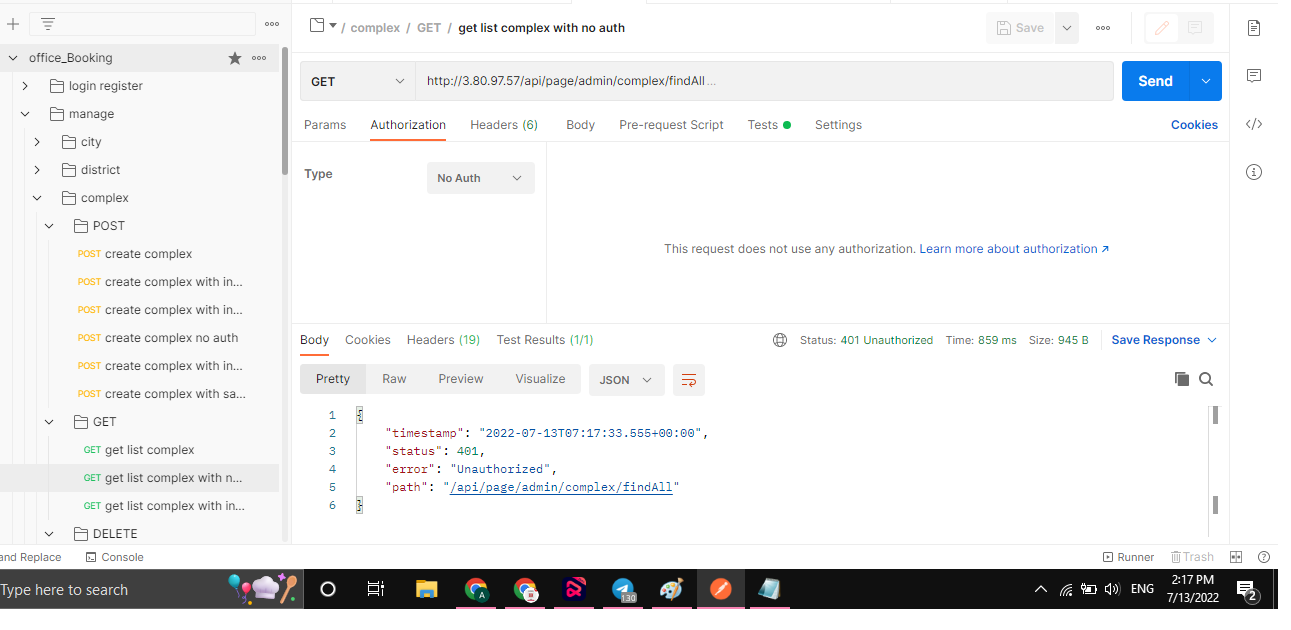 / complex / GET / get list complex with no auth
Save
office_Booking
login register
manage
city
district
complex
POST
POST create complex
POST create complex with in...
POST create complex with in...
POST create complex no auth
POST create complex with in...
POST create complex with sa...
GET
GET get list complex
GET get list complex with n...
GET get list complex with in...
DELETE
GET
http://3.80.97.57/api/page/admin/complex/findAll...
Send
Params Authorization Headers (6) Body Pre-request Script Tests Settings Cookies
Type
No Auth
This request does not use any authorization. Learn more about authorization ↗
Body Cookies Headers (19) Test Results (1/1) Status: 401 Unauthorized Time: 859 ms Size: 945 B Save Response
Pretty Raw Preview Visualize JSON
1 {
2 "timestamp": "2022-07-13T07:17:33.555+00:00",
3 "status": 401,
4 "error": "Unauthorized",
5 "path": "/api/page/admin/complex/findAll"
6 }
and Replace Console Runner Trash
Type here to search
A
130
ENG
2:17 PM
7/13/2022
2